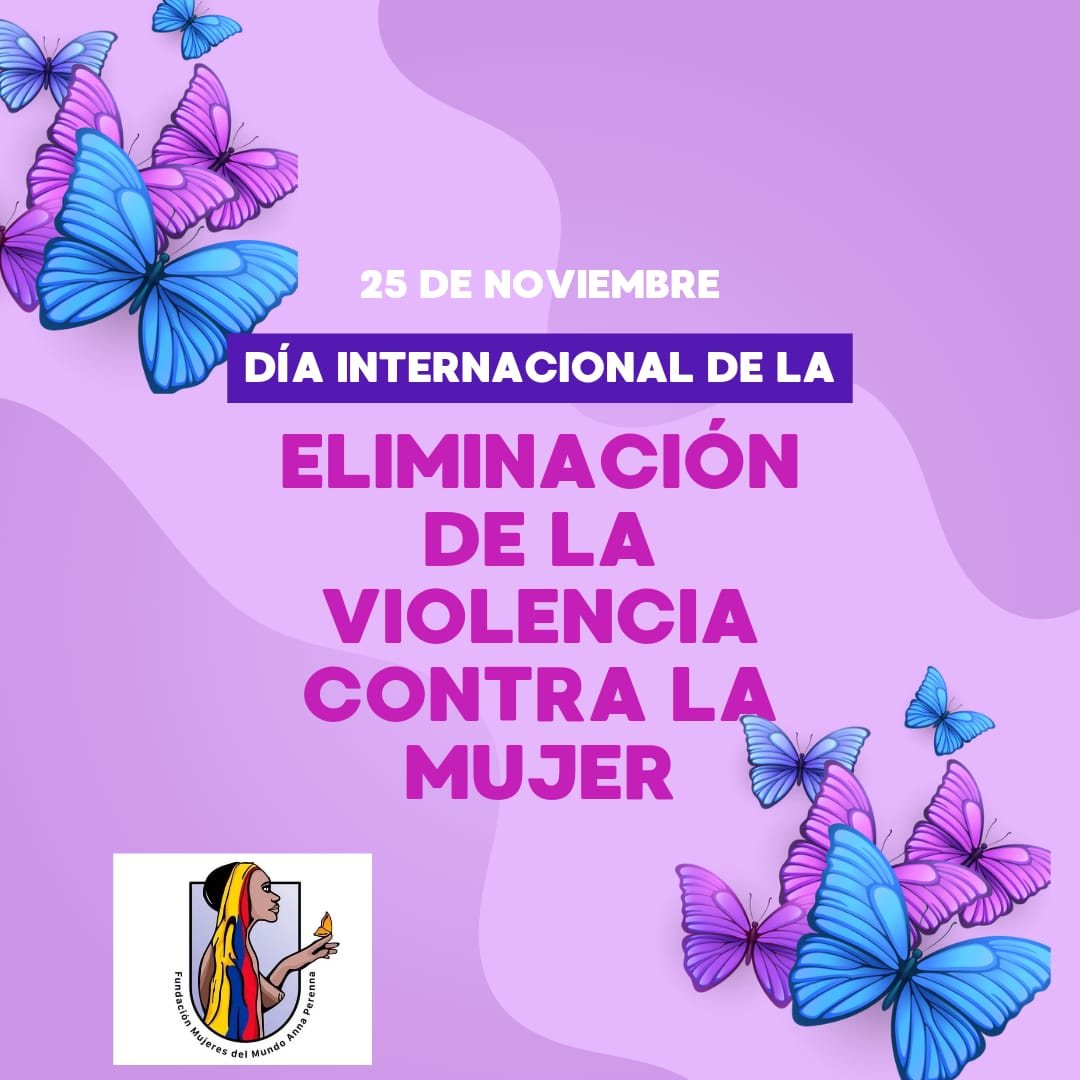 25 DE NOVIEMBRE
DÍA INTERNACIONAL DE LA
ELIMINACIÓN
DE LA
VIOLENCIA
CONTRA LA
MUJER
Fundación Mujeres del Mundo Anna Perenna